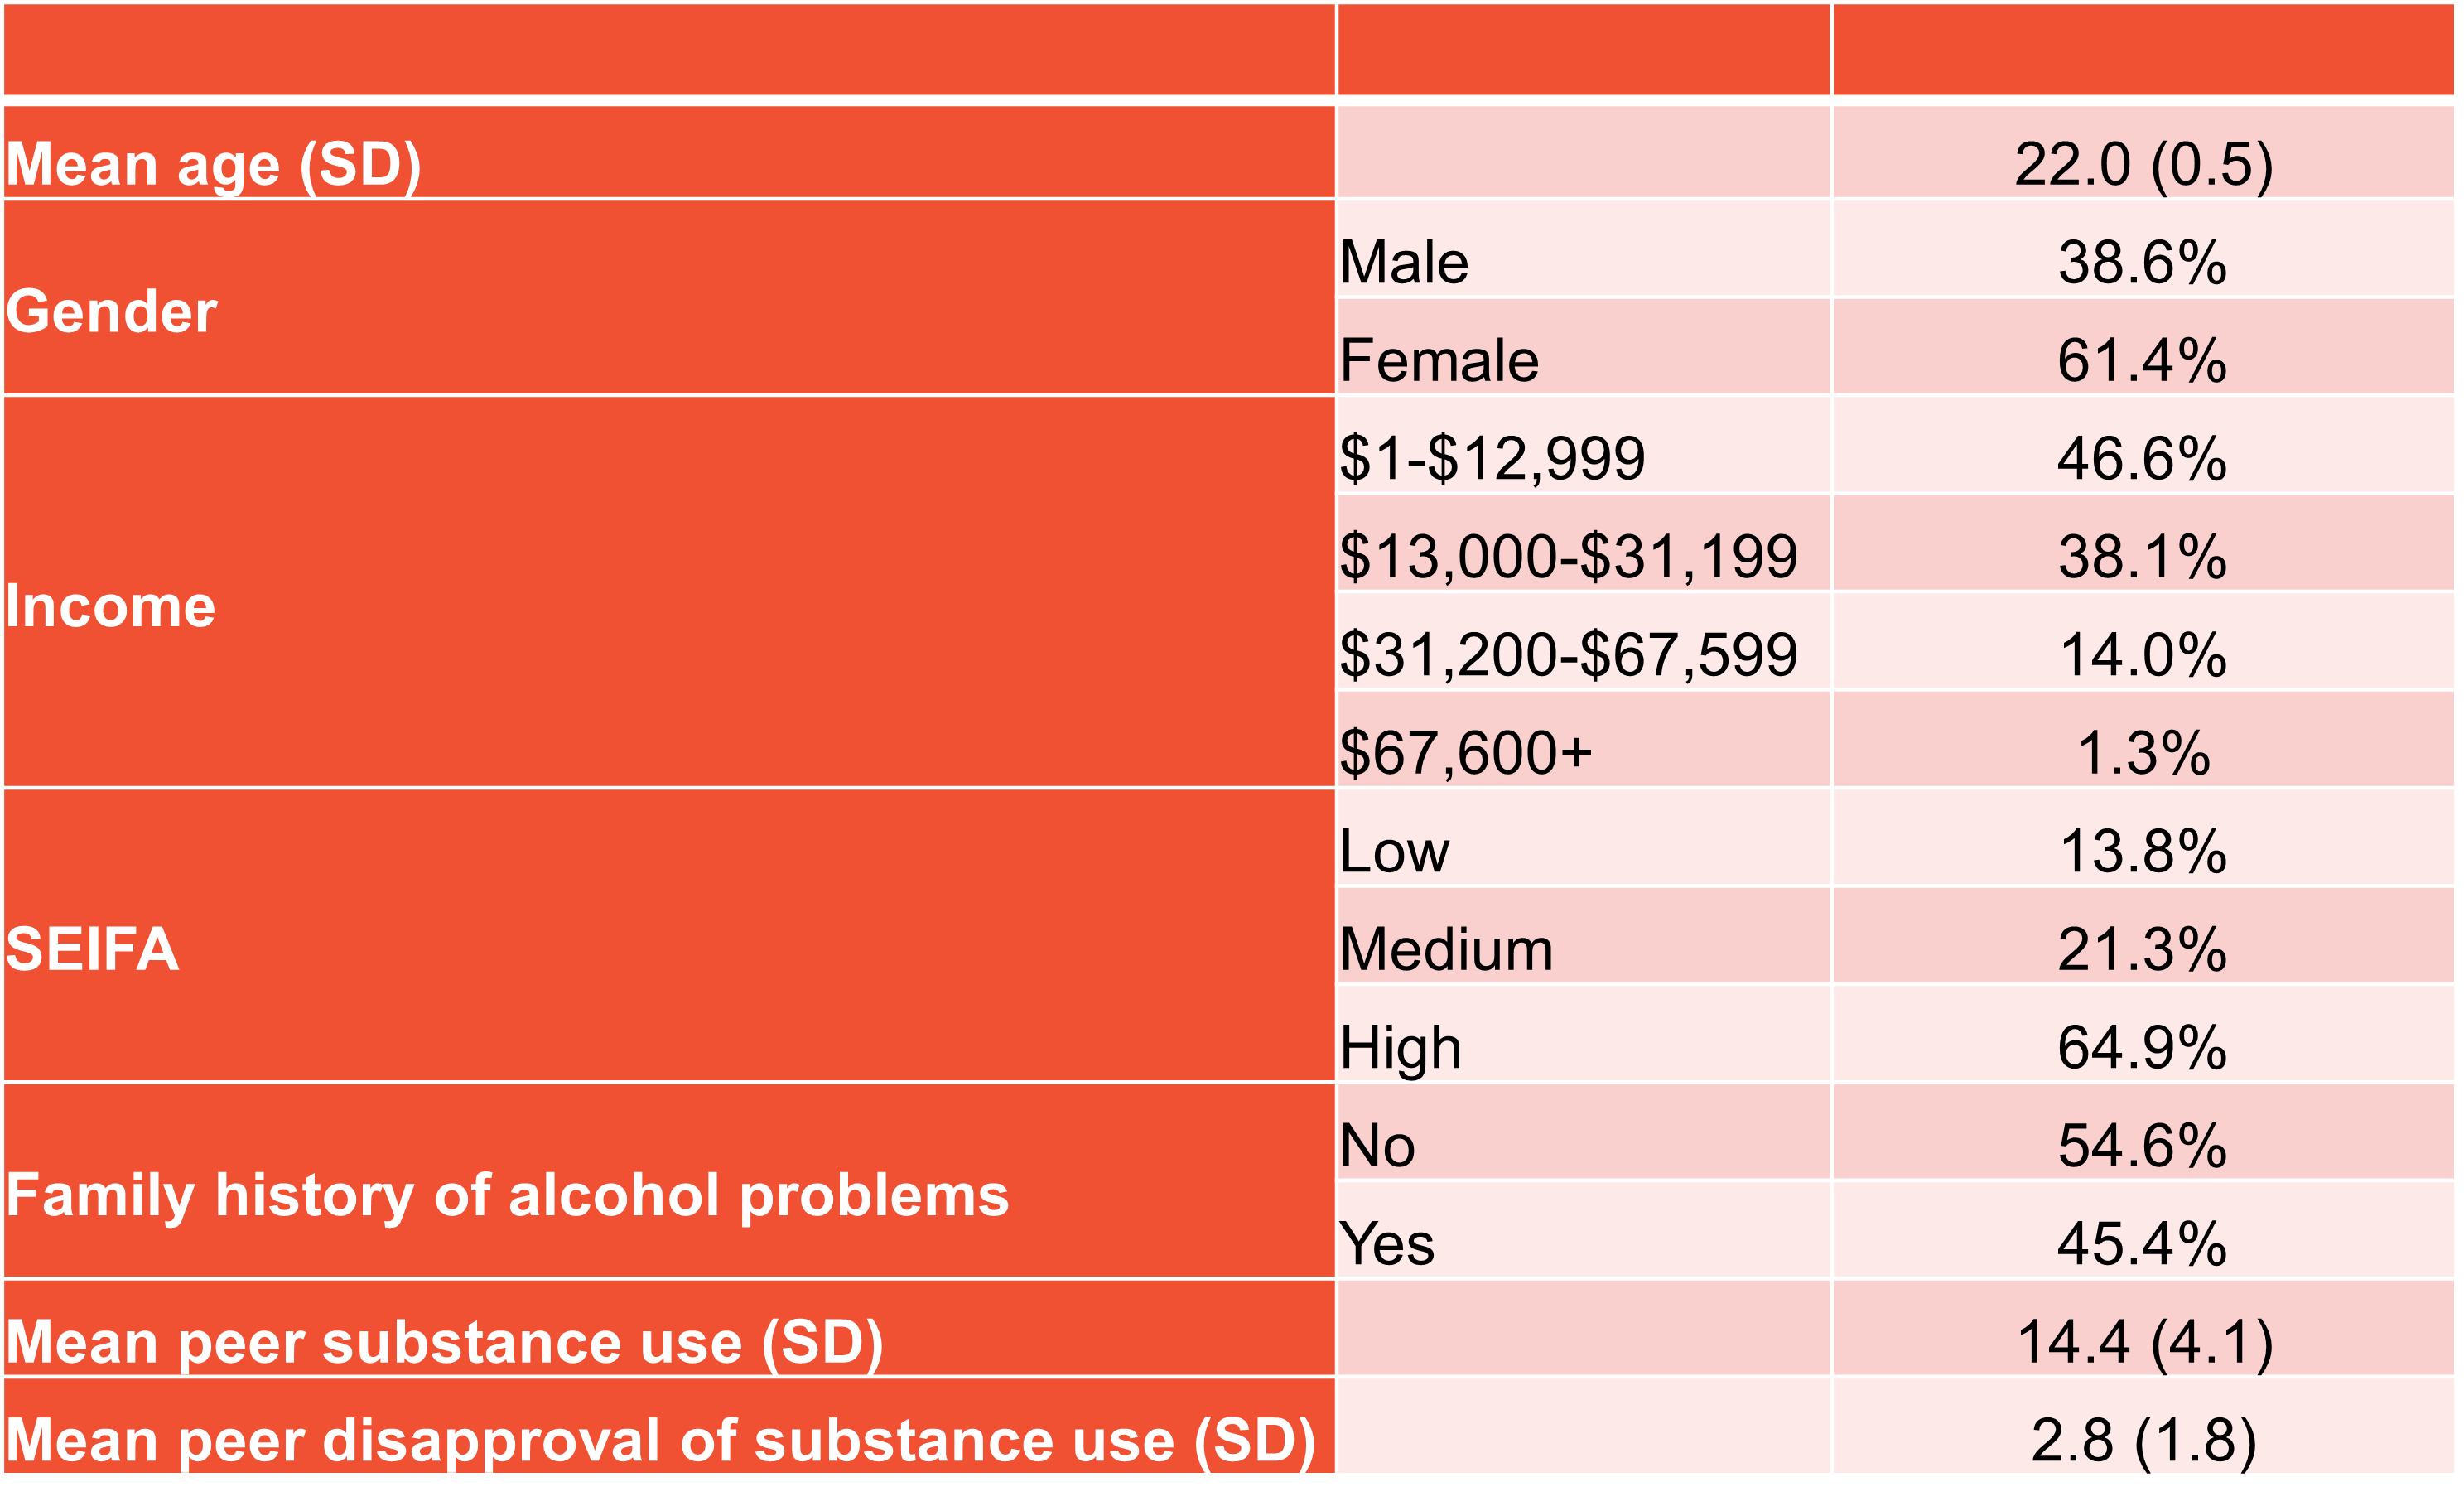 Mean age (SD) 22.0 (0.5)
Gender Male 38.6%
Female 61.4%
Income $1-$12,999 46.6%
$13,000-$31,199 38.1%
$31,200-$67,599 14.0%
$67,600+ 1.3%
SEIFA Low 13.8%
Medium 21.3%
High 64.9%
Family history of alcohol problems No 54.6%
Yes 45.4%
Mean peer substance use (SD) 14.4 (4.1)
Mean peer disapproval of substance use (SD) 2.8 (1.8)